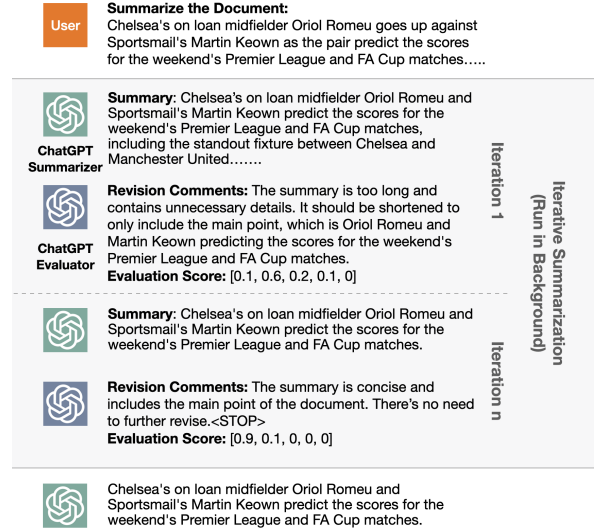 User
Summarize the Document:
Chelsea's on loan midfielder Oriol Romeu goes up against
Sportsmail's Martin Keown as the pair predict the scores
for the weekend's Premier League and FA Cup matches…..
ChatGPT
Summarizer
Summary: Chelsea's on loan midfielder Oriol Romeu and
Sportsmail's Martin Keown predict the scores for the
weekend's Premier League and FA Cup matches,
including the standout fixture between Chelsea and
Manchester United…….
ChatGPT
Evaluator
Revision Comments: The summary is too long and
contains unnecessary details. It should be shortened to
only include the main point, which is Oriol Romeu and
Martin Keown predicting the scores for the weekend's
Premier League and FA Cup matches.
Evaluation Score: [0.1, 0.6, 0.2, 0.1, 0]
Iteration 1
Summary: Chelsea's on loan midfielder Oriol Romeu and
Sportsmail's Martin Keown predict the scores for the
weekend's Premier League and FA Cup matches.
Revision Comments: The summary is concise and
includes the main point of the document. There's no need
to further revise.<STOP>
Evaluation Score: [0.9, 0.1, 0, 0, 0]
Iteration n
Iterative Summarization
(Run in Background)
Chelsea's on loan midfielder Oriol Romeu and
Sportsmail's Martin Keown predict the scores for the
weekend's Premier League and FA Cup matches.